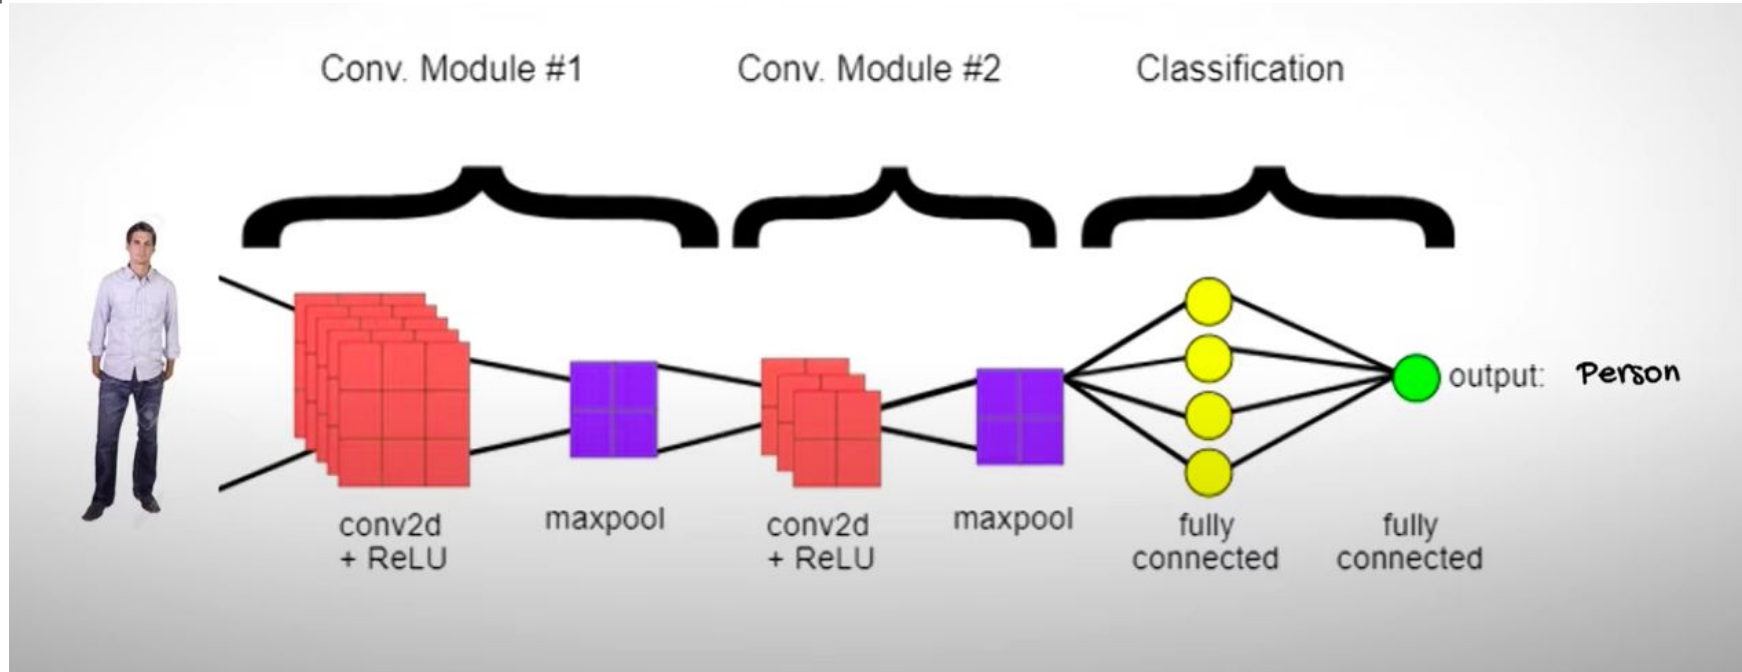 Conv. Module #1
Conv. Module #2
Classification
output: Person
conv2d
+ ReLU
maxpool
conv2d
+ ReLU
maxpool
fully
connected
fully
connected